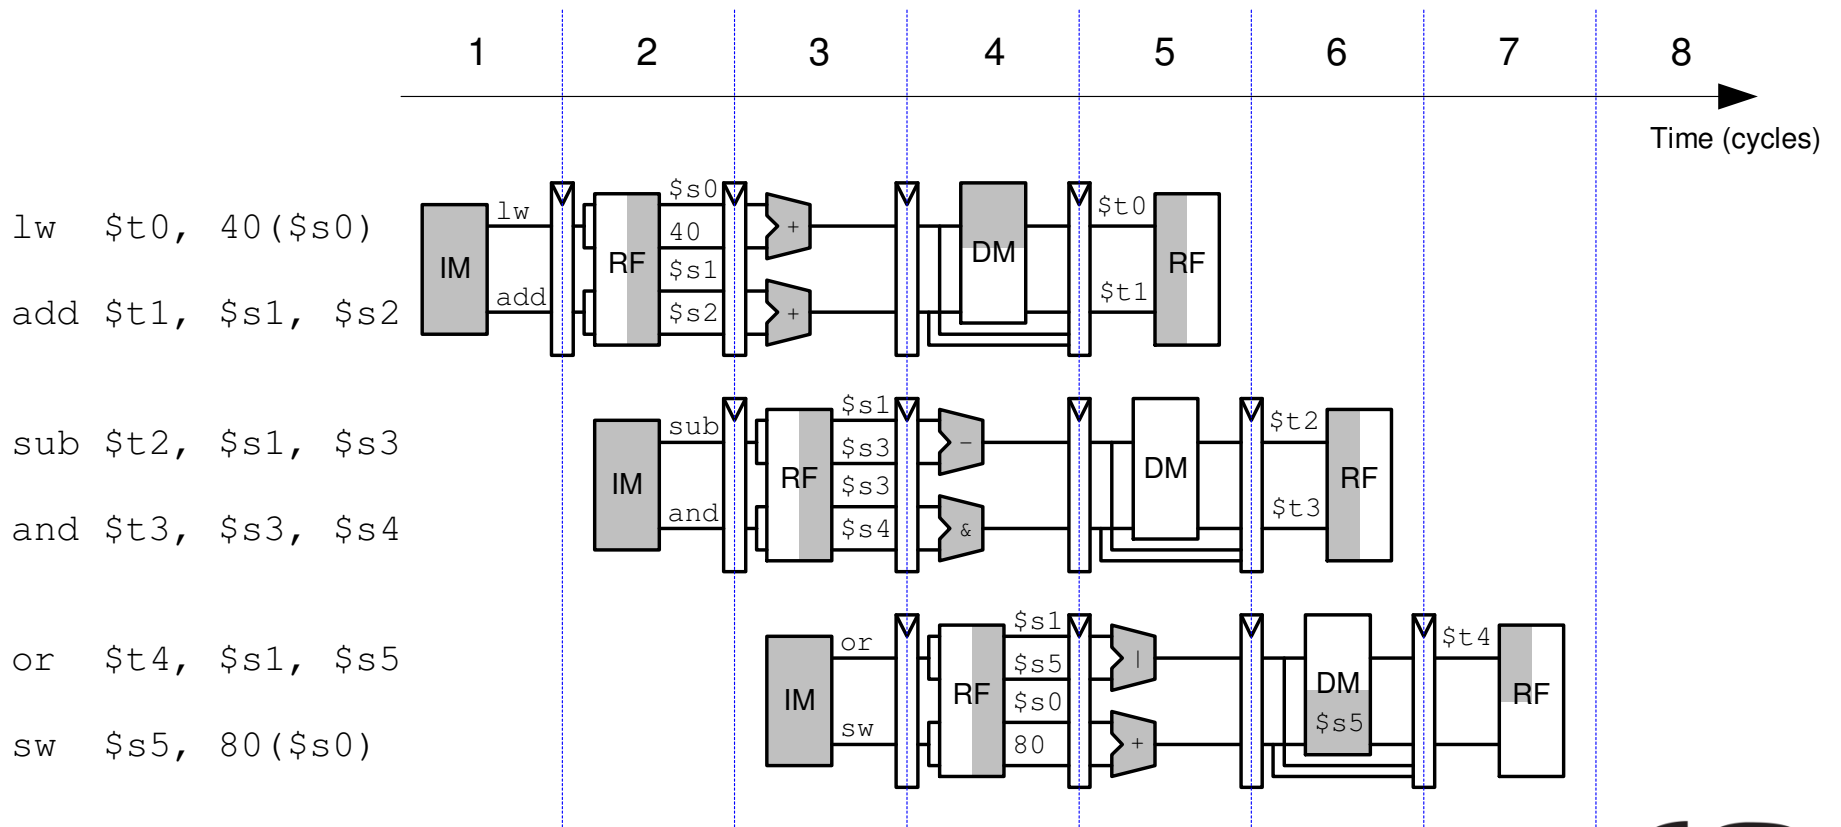 1 2 3 4 5 6 7 8
Time (cycles)
lw $t0, 40($s0)
add $t1, $s1, $s2
IM
lw
add
RF
$s0
40
$s1
$s2
+
+
DM
$t0
$t1
RF
sub $t2, $s1, $s3
and $t3, $s3, $s4
IM
sub
and
RF
$s1
$s3
$s3
$s4
-
&
DM
$t2
$t3
RF
or $t4, $s1, $s5
sw $s5, 80($s0)
IM
or
sw
RF
$s1
$s5
$s0
80
|
+
DM
$s5
$t4
RF